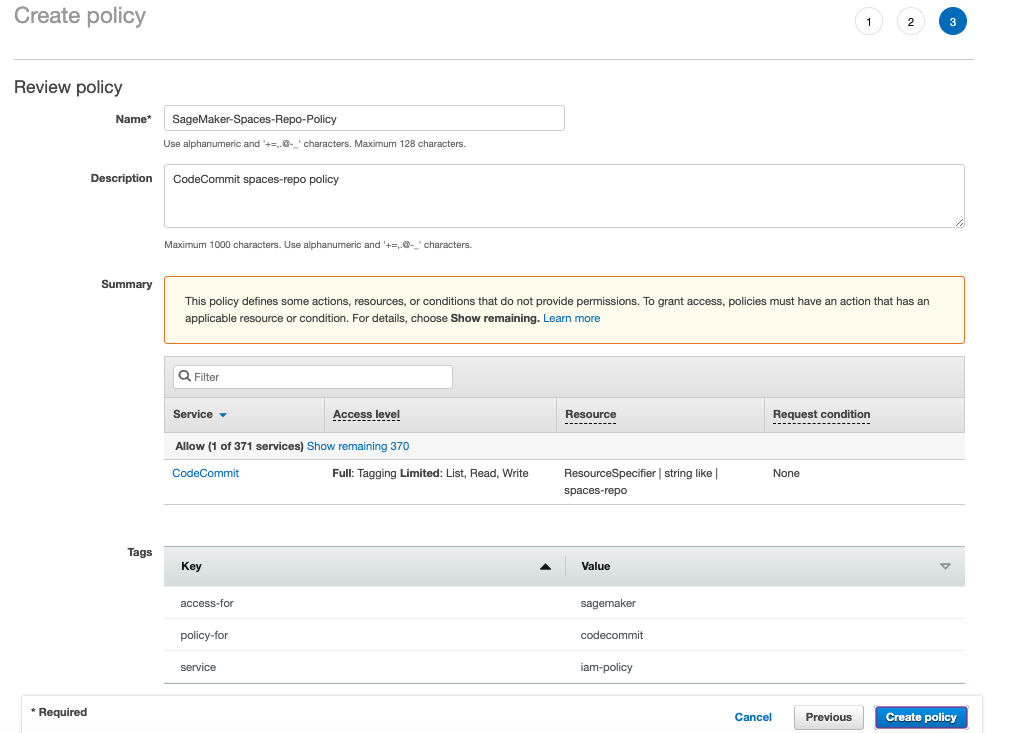 Create policy
1 2 3
Review policy
Name* SageMaker-Spaces-Repo-Policy
Use alphanumeric and '+=,.@-_' characters. Maximum 128 characters.
Description CodeCommit spaces-repo policy
Maximum 1000 characters. Use alphanumeric and '+=,.@-_' characters.
Summary
This policy defines some actions, resources, or conditions that do not provide permissions. To grant access, policies must have an action that has an
applicable resource or condition. For details, choose Show remaining. Learn more
Filter
Service Access level Resource Request condition
Allow (1 of 371 services) Show remaining 370
CodeCommit Full: Tagging Limited: List, Read, Write ResourceSpecifier | string like | None
spaces-repo
Tags
Key Value
access-for sagemaker
policy-for codecommit
service iam-policy
* Required Cancel Previous Create policy